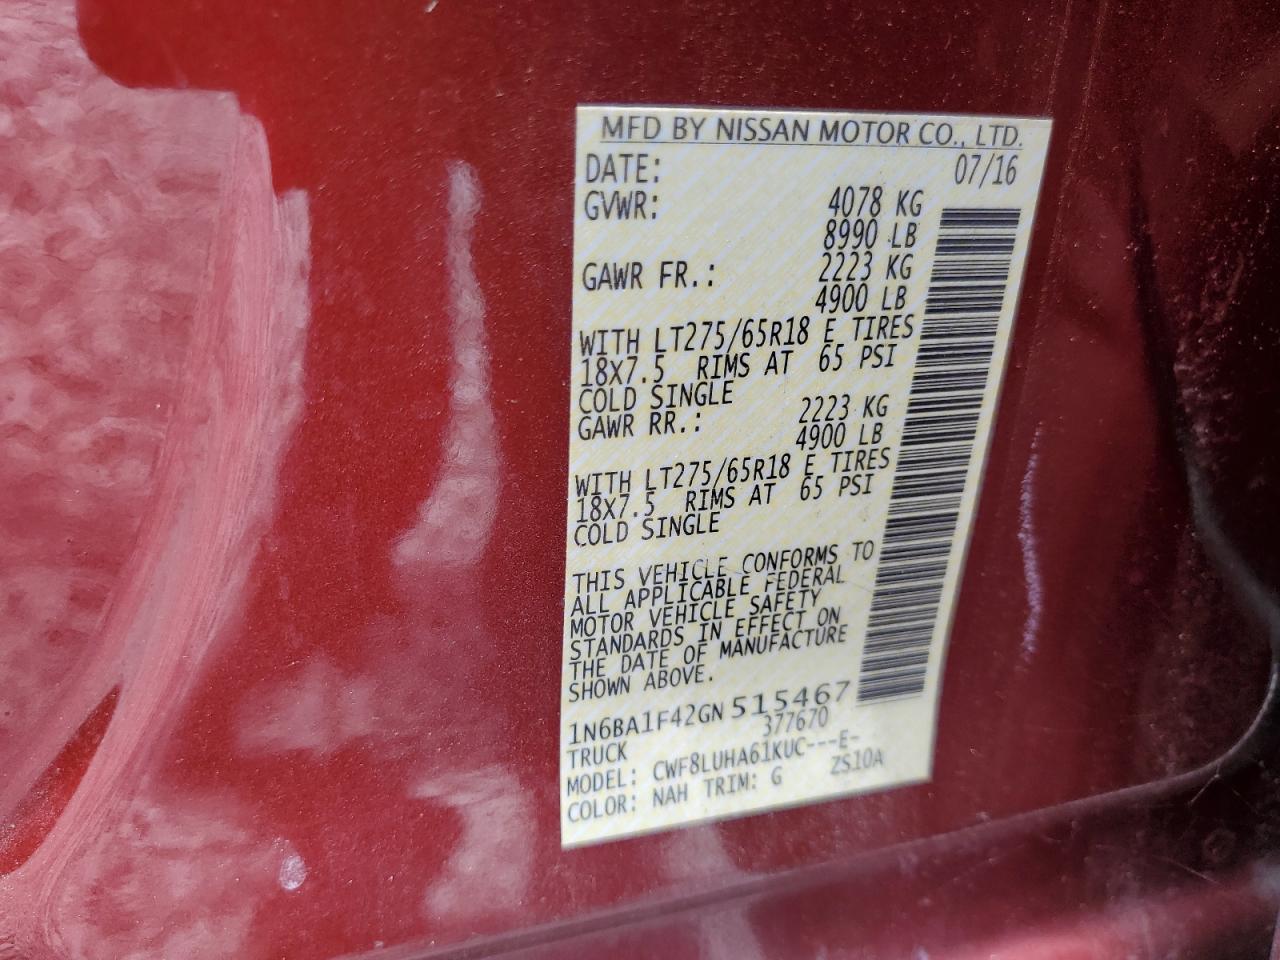 MFD BY NISSAN MOTOR CO., LTD.
DATE: 07/16
GVWR: 4078 KG
8990 LB
GAWR FR.: 2223 KG
4900 LB
WITH LT275/65R18 E TIRES
18X7.5 RIMS AT 65 PSI
COLD SINGLE
GAWR RR.: 2223 KG
4900 LB
WITH LT275/65R18 E TIRES
18X7.5 RIMS AT 65 PSI
COLD SINGLE
THIS VEHICLE CONFORMS TO
ALL APPLICABLE FEDERAL
MOTOR VEHICLE SAFETY
STANDARDS IN EFFECT ON
THE DATE OF MANUFACTURE
SHOWN ABOVE.
1N6BA1F42GN515467
TRUCK 377670
MODEL: CWF8LUHA61KUC---E-
COLOR: NAH TRIM: G ZS10A